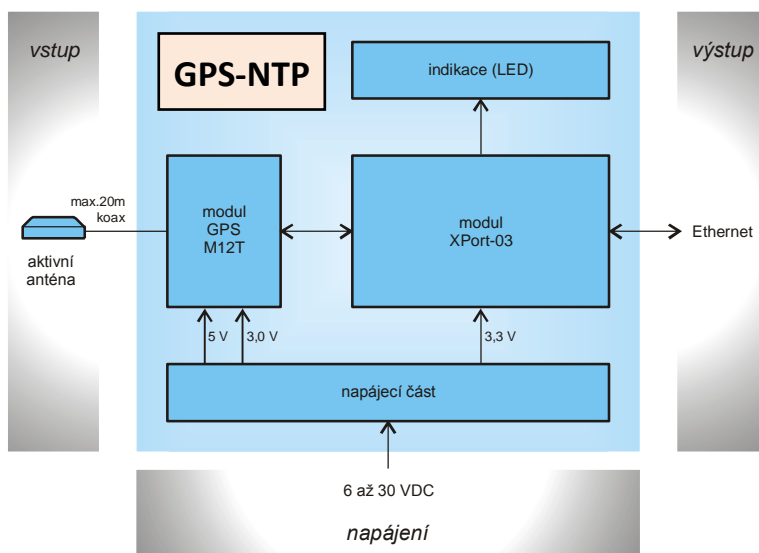 vstup
GPS-NTP
indikace (LED)
výstup
max.20m
koax
modul
GPS
M12T
modul
XPort-03
Ethernet
aktivní
anténa
5 V
3,0 V
3,3 V
napájecí část
6 až 30 VDC
napájení